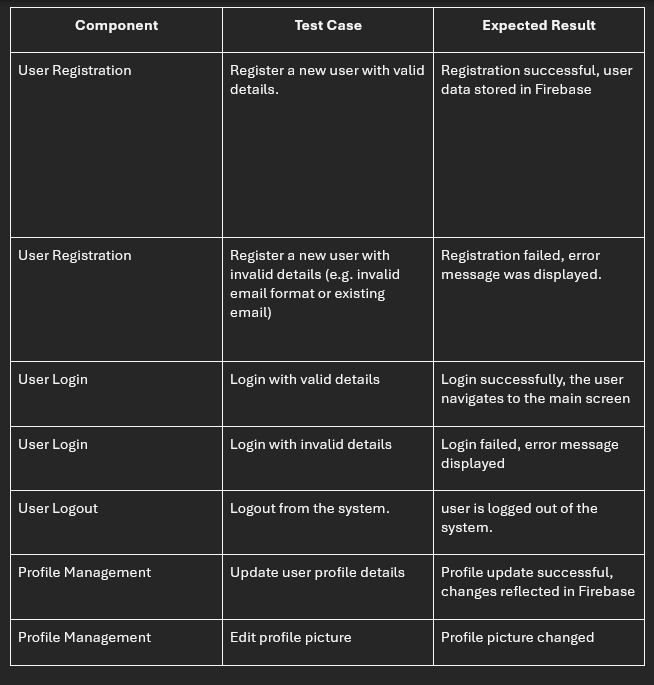 Component Test Case Expected Result
User Registration Register a new user with valid Registration successful, user
details. data stored in Firebase
User Registration Register a new user with Registration failed, error
invalid details (e.g. invalid message was displayed.
email format or existing
email)
User Login Login with valid details Login successfully, the user
navigates to the main screen
User Login Login with invalid details Login failed, error message
displayed
User Logout Logout from the system. user is logged out of the
system.
Profile Management Update user profile details Profile update successful,
changes reflected in Firebase
Profile Management Edit profile picture Profile picture changed